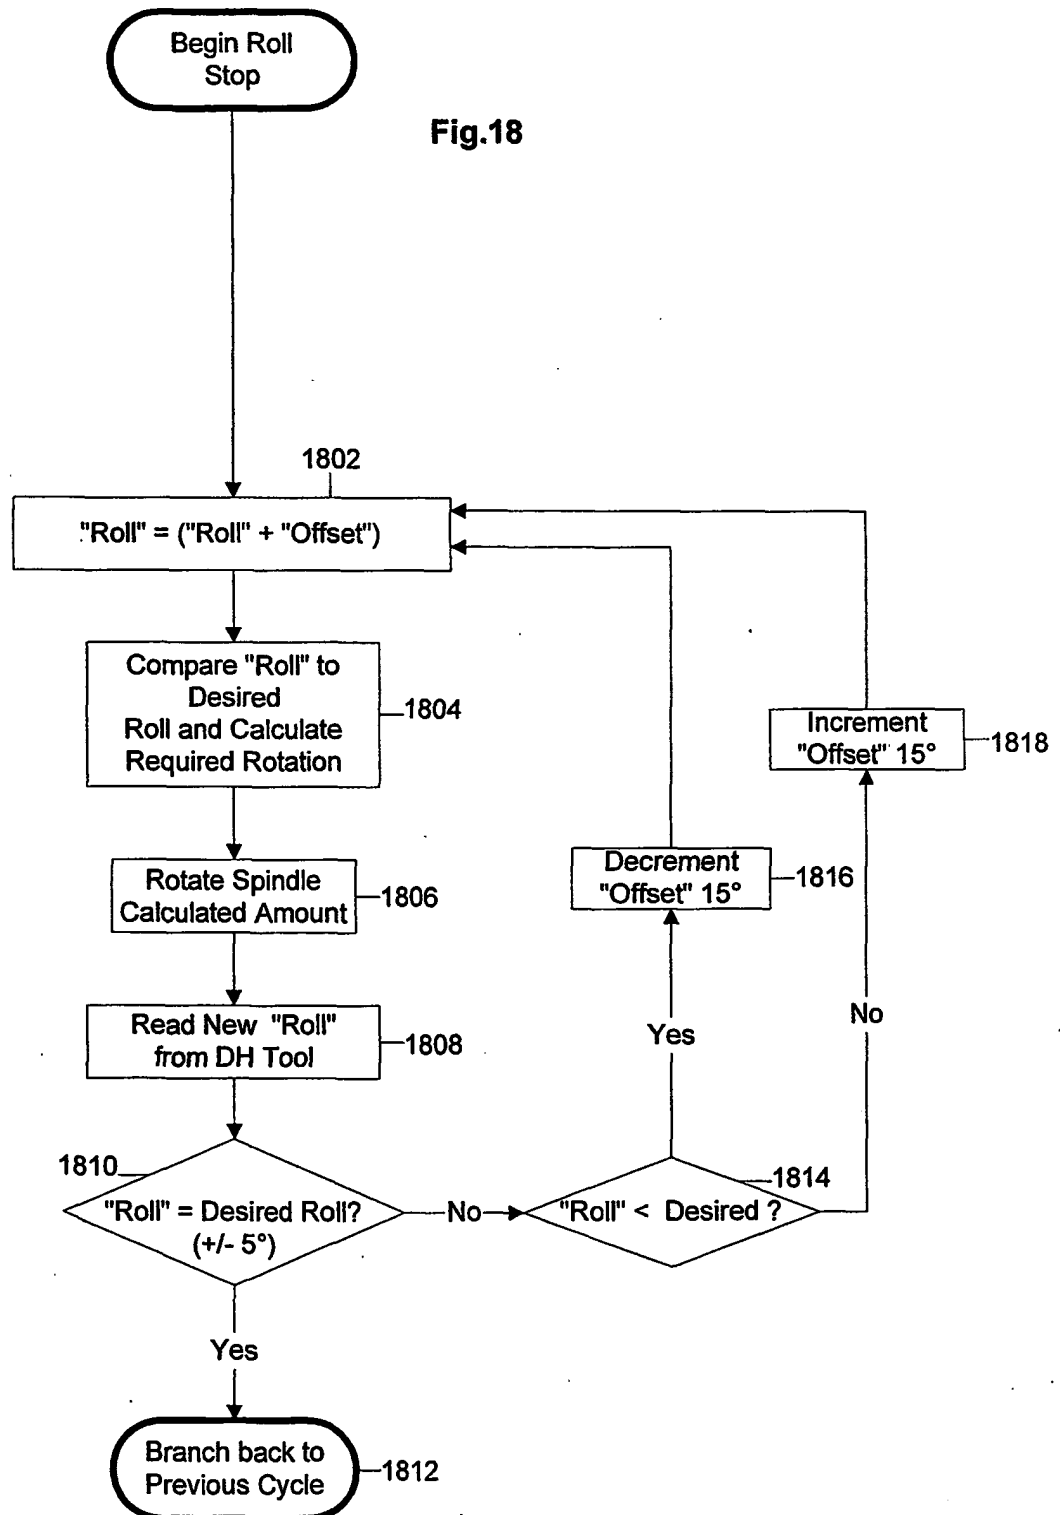 Begin Roll
Stop
Fig.18
1802
"Roll" = ("Roll" + "Offset")
Compare "Roll" to
Desired
Roll and Calculate
Required Rotation
1804
Increment
"Offset" 15°
1818
Decrement
"Offset" 15°
1816
Rotate Spindle
Calculated Amount
1806
Read New "Roll"
from DH Tool
1808
Yes
No
1810
"Roll" = Desired Roll?
(+/- 5°)
No
1814
"Roll" < Desired ?
Yes
Branch back to
Previous Cycle
1812